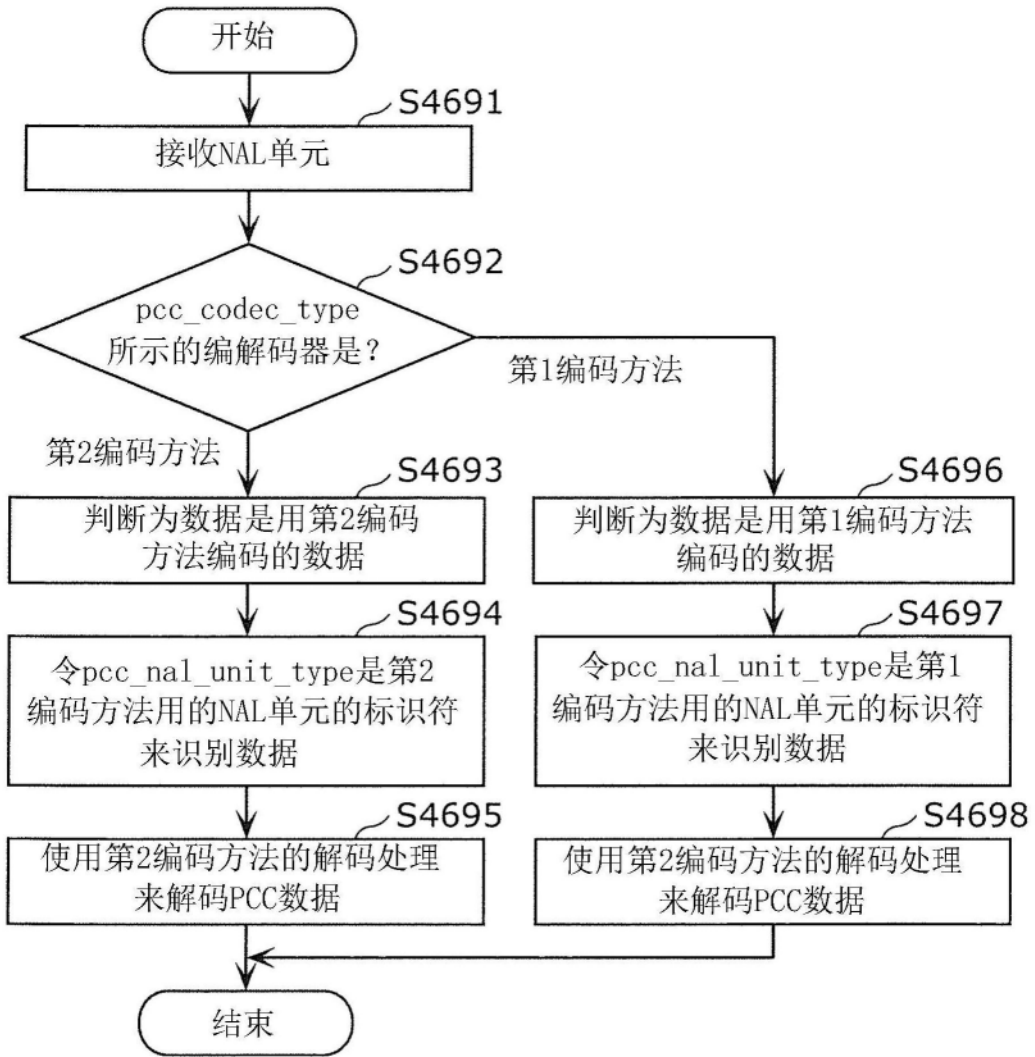 开始
S4691
接收NAL单元
S4692
pcc_codec_type
所示的编解码器是?
第1编码方法
第2编码方法
S4693
判断为数据是用第2编码
方法编码的数据
S4694
令pcc_nal_unit_type是第2
编码方法用的NAL单元的标识符
来识别数据
S4695
使用第2编码方法的解码处理
来解码PCC数据
S4696
判断为数据是用第1编码方法
编码的数据
S4697
令pcc_nal_unit_type是第1
编码方法用的NAL单元的标识符
来识别数据
S4698
使用第2编码方法的解码处理
来解码PCC数据
结束